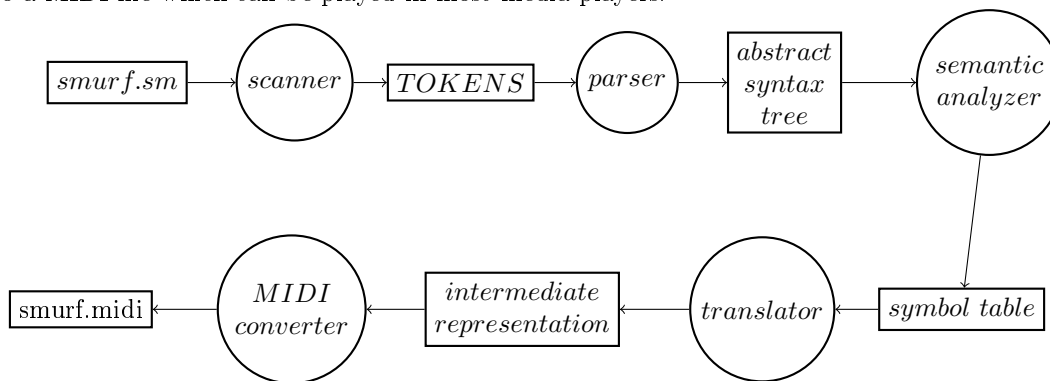 a MIDI file which can be played in most media players.
smurf.sm
scanner
TOKENS
parser
abstract
syntax
tree
semantic
analyzer
smurf.midi
MIDI
converter
intermediate
representation
translator
symbol table